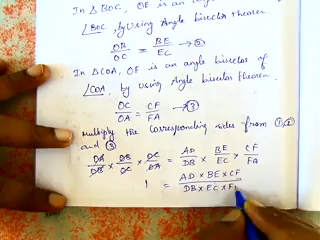 In △ BOC, OE is an
∠BOC, by using Angle bisector theorem
OB/OC = BE/EC → ②
In △COA, OF is an angle bisector of
∠COA, by using Angle bisector theorem.
OC/OA = CF/FA → ③
multiply the corresponding sides from ①,②
and ③
OA/OB × OB/OC × OC/OA = AD/DB × BE/EC × CF/FA
1 = AD × BE × CF / DB × EC × F